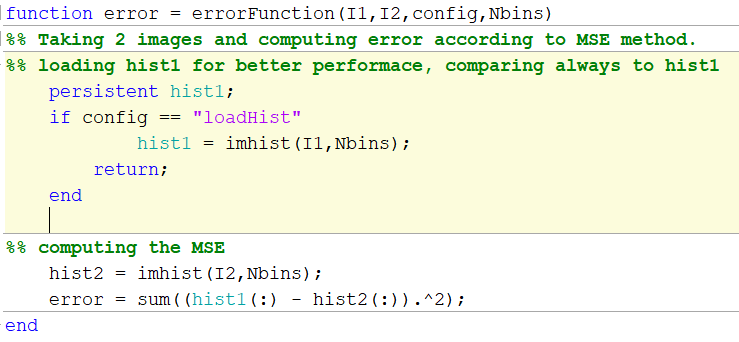 function error = errorFunction(I1,I2,config,Nbins)
%% Taking 2 images and computing error according to MSE method.
%% loading hist1 for better performace, comparing always to hist1
persistent hist1;
if config == "loadHist"
hist1 = imhist(I1,Nbins);
return;
end
%% computing the MSE
hist2 = imhist(I2,Nbins);
error = sum((hist1(:) - hist2(:)).^2);
end